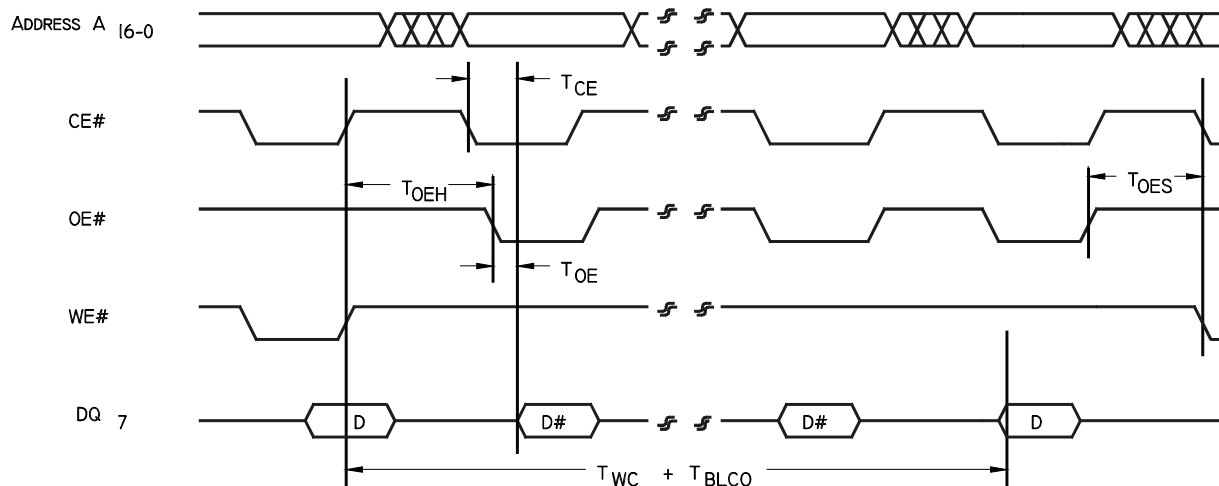 ADDRESS A 16-0
T CE
CE#
T OEH
T OES
OE#
T OE
WE#
DQ 7
D
D#
D#
D
T WC + T BLCO